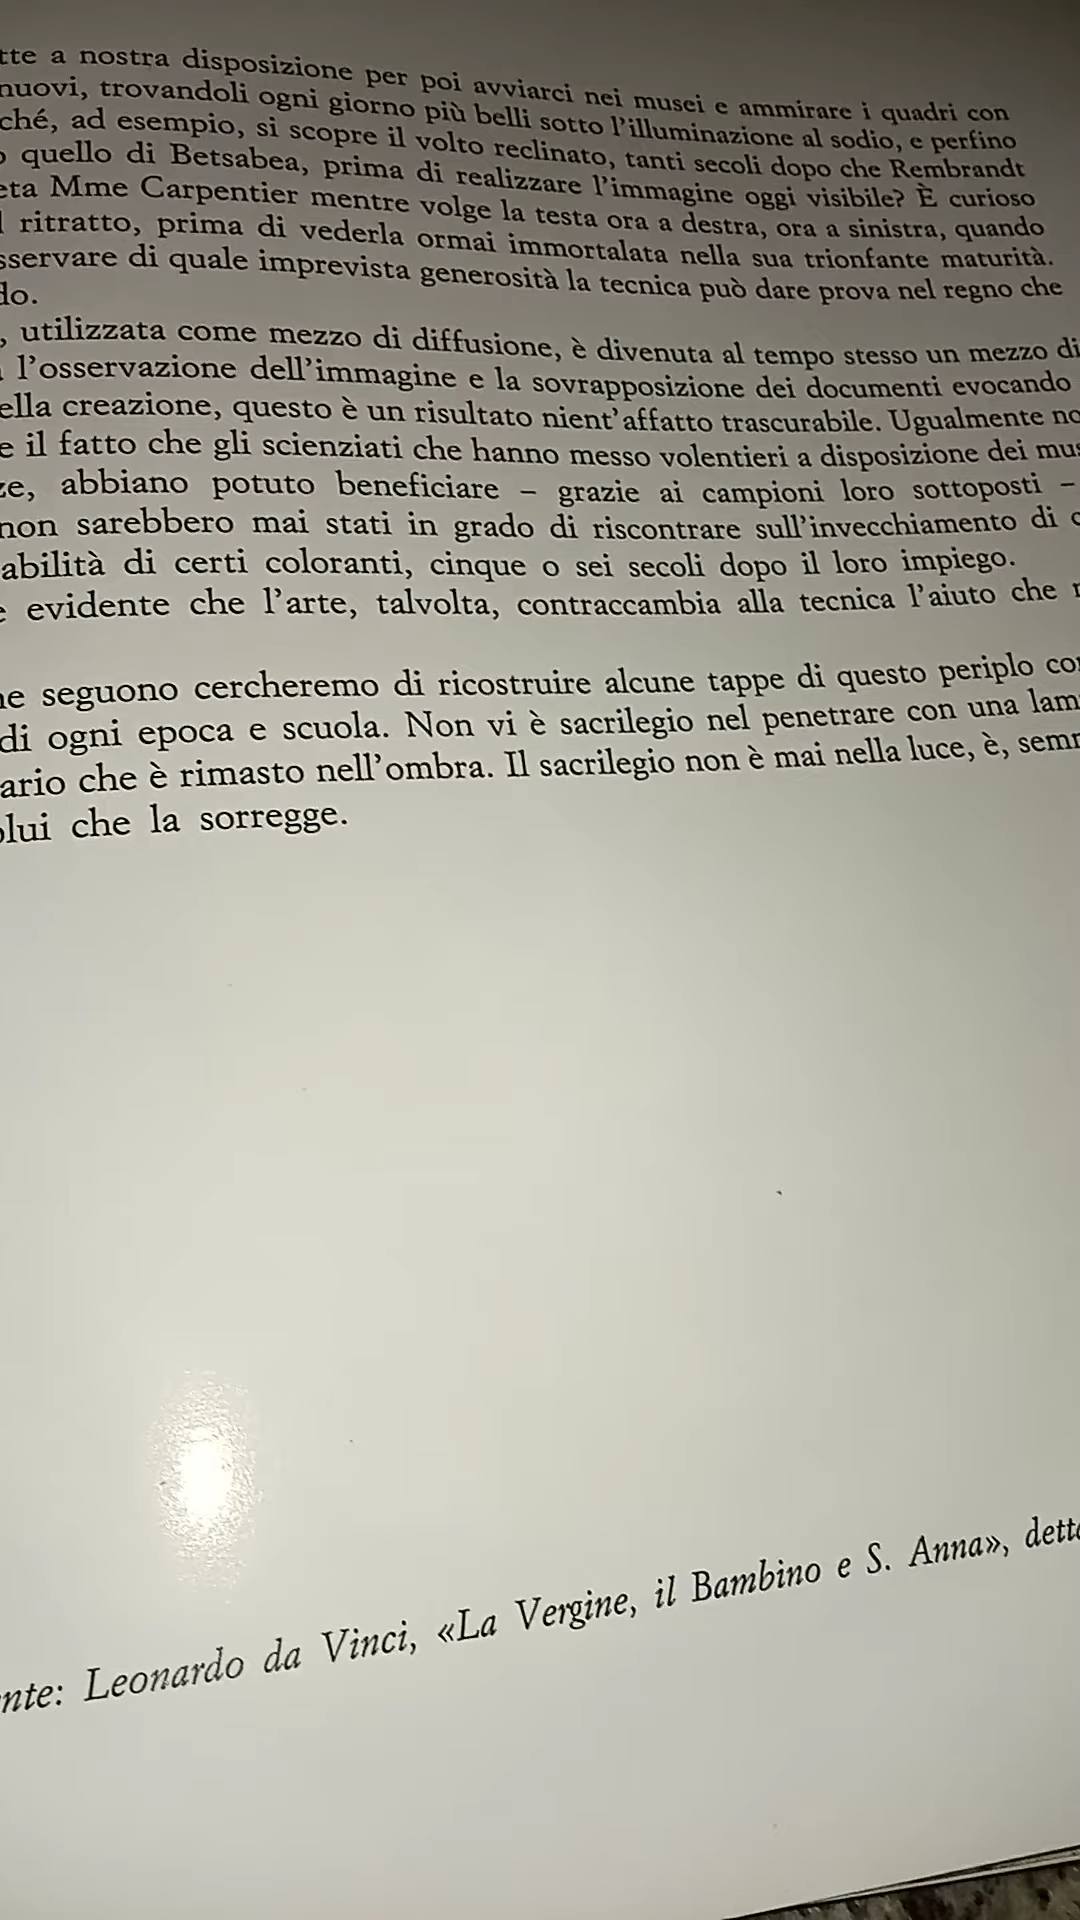 a nostra disposizione per poi avviarci nei musei e ammirare i quadri con
nuovi, trovandoli ogni giorno più belli sotto l'illuminazione al sodio, e perfino
ad esempio, si scopre il volto reclinato, tanti secoli dopo che Rembrandt
quello di Betsabea, prima di realizzare l'immagine oggi visibile? È curioso
Mme Carpentier mentre volge la testa ora a destra, ora a sinistra, quando
ritratto, prima di vederla ormai immortalata nella sua trionfante maturità.
sservare di quale imprevista generosità la tecnica può dare prova nel regno che
do.
, utilizzata come mezzo di diffusione, è divenuta al tempo stesso un mezzo di
l'osservazione dell'immagine e la sovrapposizione dei documenti evocando
ella creazione, questo è un risultato nient'affatto trascurabile. Ugualmente no
e il fatto che gli scienziati che hanno messo volentieri a disposizione dei mus
ze, abbiano potuto beneficiare – grazie ai campioni loro sottoposti –
non sarebbero mai stati in grado di riscontrare sull'invecchiamento di
abilità di certi coloranti, cinque o sei secoli dopo il loro impiego.
evidente che l'arte, talvolta, contraccambia alla tecnica l'aiuto che
ne seguono cercheremo di ricostruire alcune tappe di questo periplo
di ogni epoca e scuola. Non vi è sacrilegio nel penetrare con una lam
ario che è rimasto nell'ombra. Il sacrilegio non è mai nella luce, è,
olui che la sorregge.
nte: Leonardo da Vinci, «La Vergine, il Bambino e S. Anna», dett